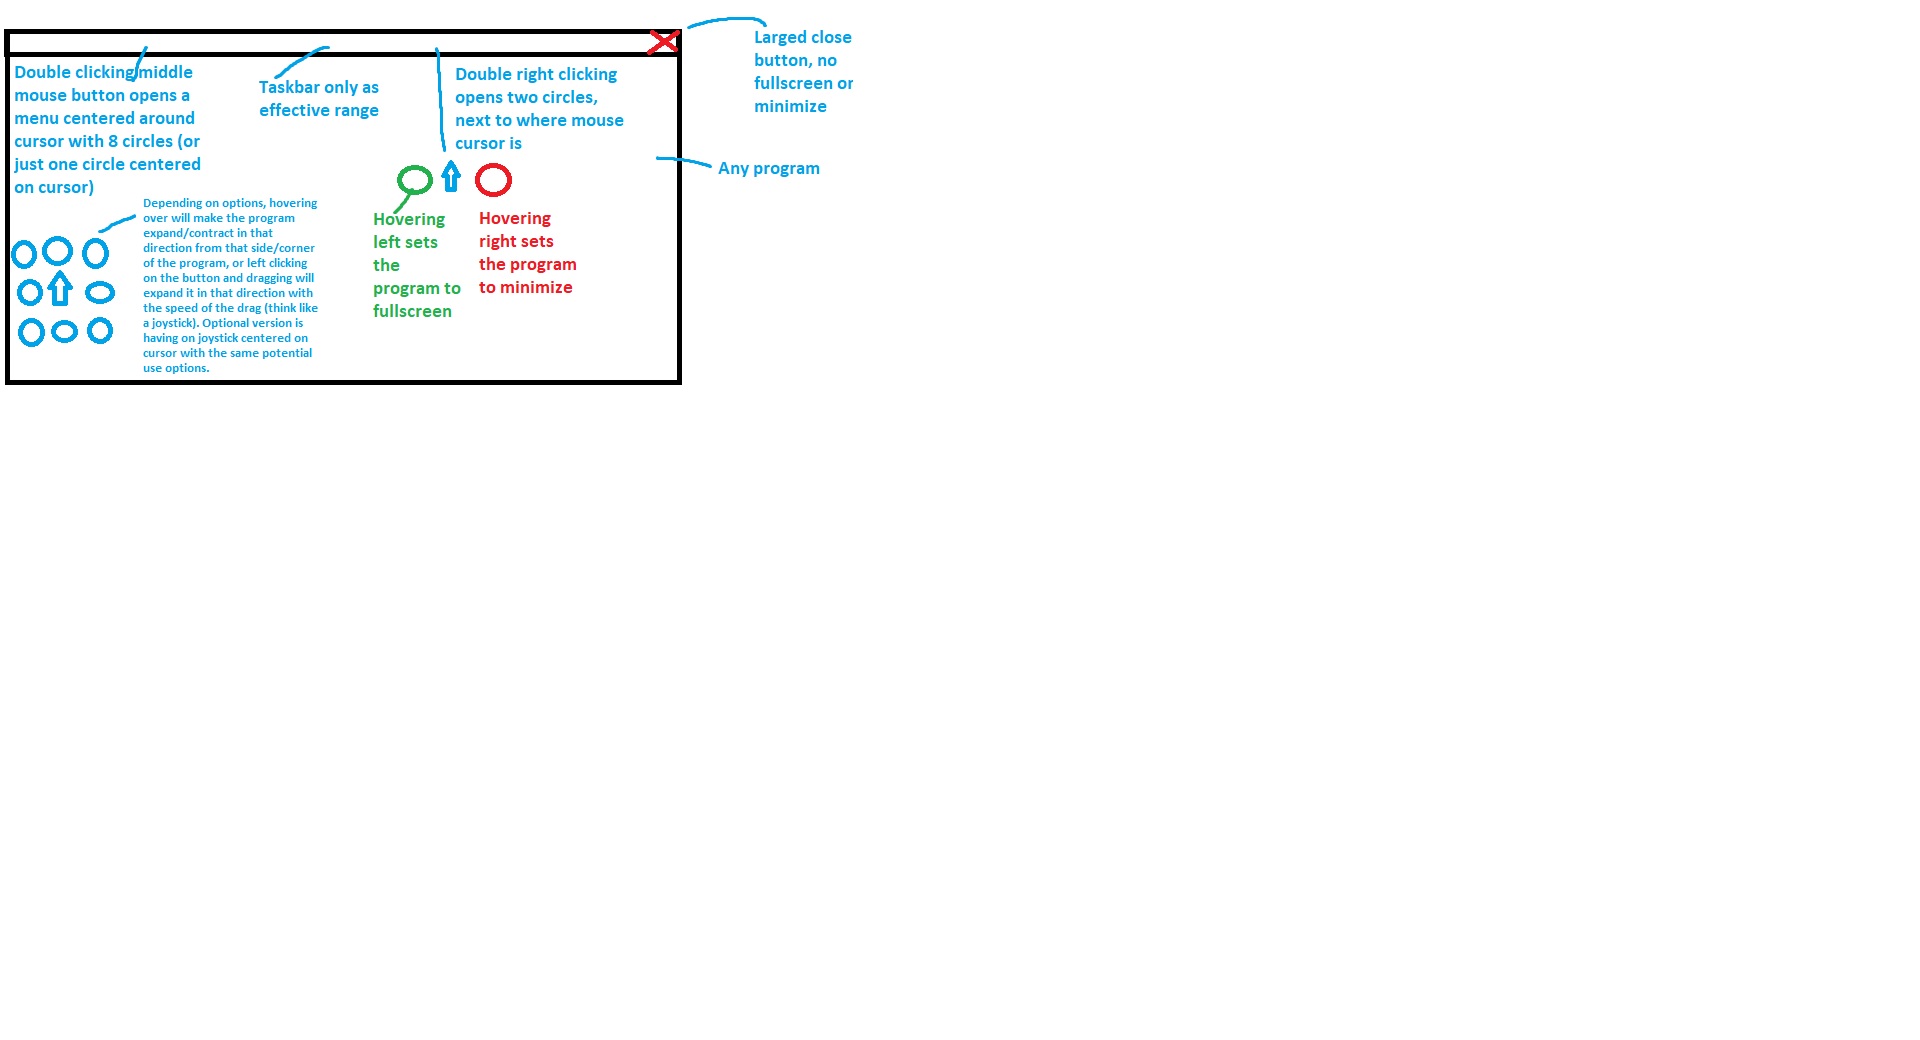 Larged close
button, no
fullscreen or
minimize
Double clicking middle
mouse button opens a
menu centered around
cursor with 8 circles (or
just one circle centered
on cursor)
Taskbar only as
effective range
Double right clicking
opens two circles,
next to where mouse
cursor is
Any program
Depending on options, hovering
over will make the program
expand/contract in that
direction from that side/corner
of the program, or left clicking
on the button and dragging will
expand it in that direction with
the speed of the drag (think like
a joystick). Optional version is
having on joystick centered on
cursor with the same potential
use options.
Hovering
left sets
the
program to
fullscreen
Hovering
right sets
the program
to minimize